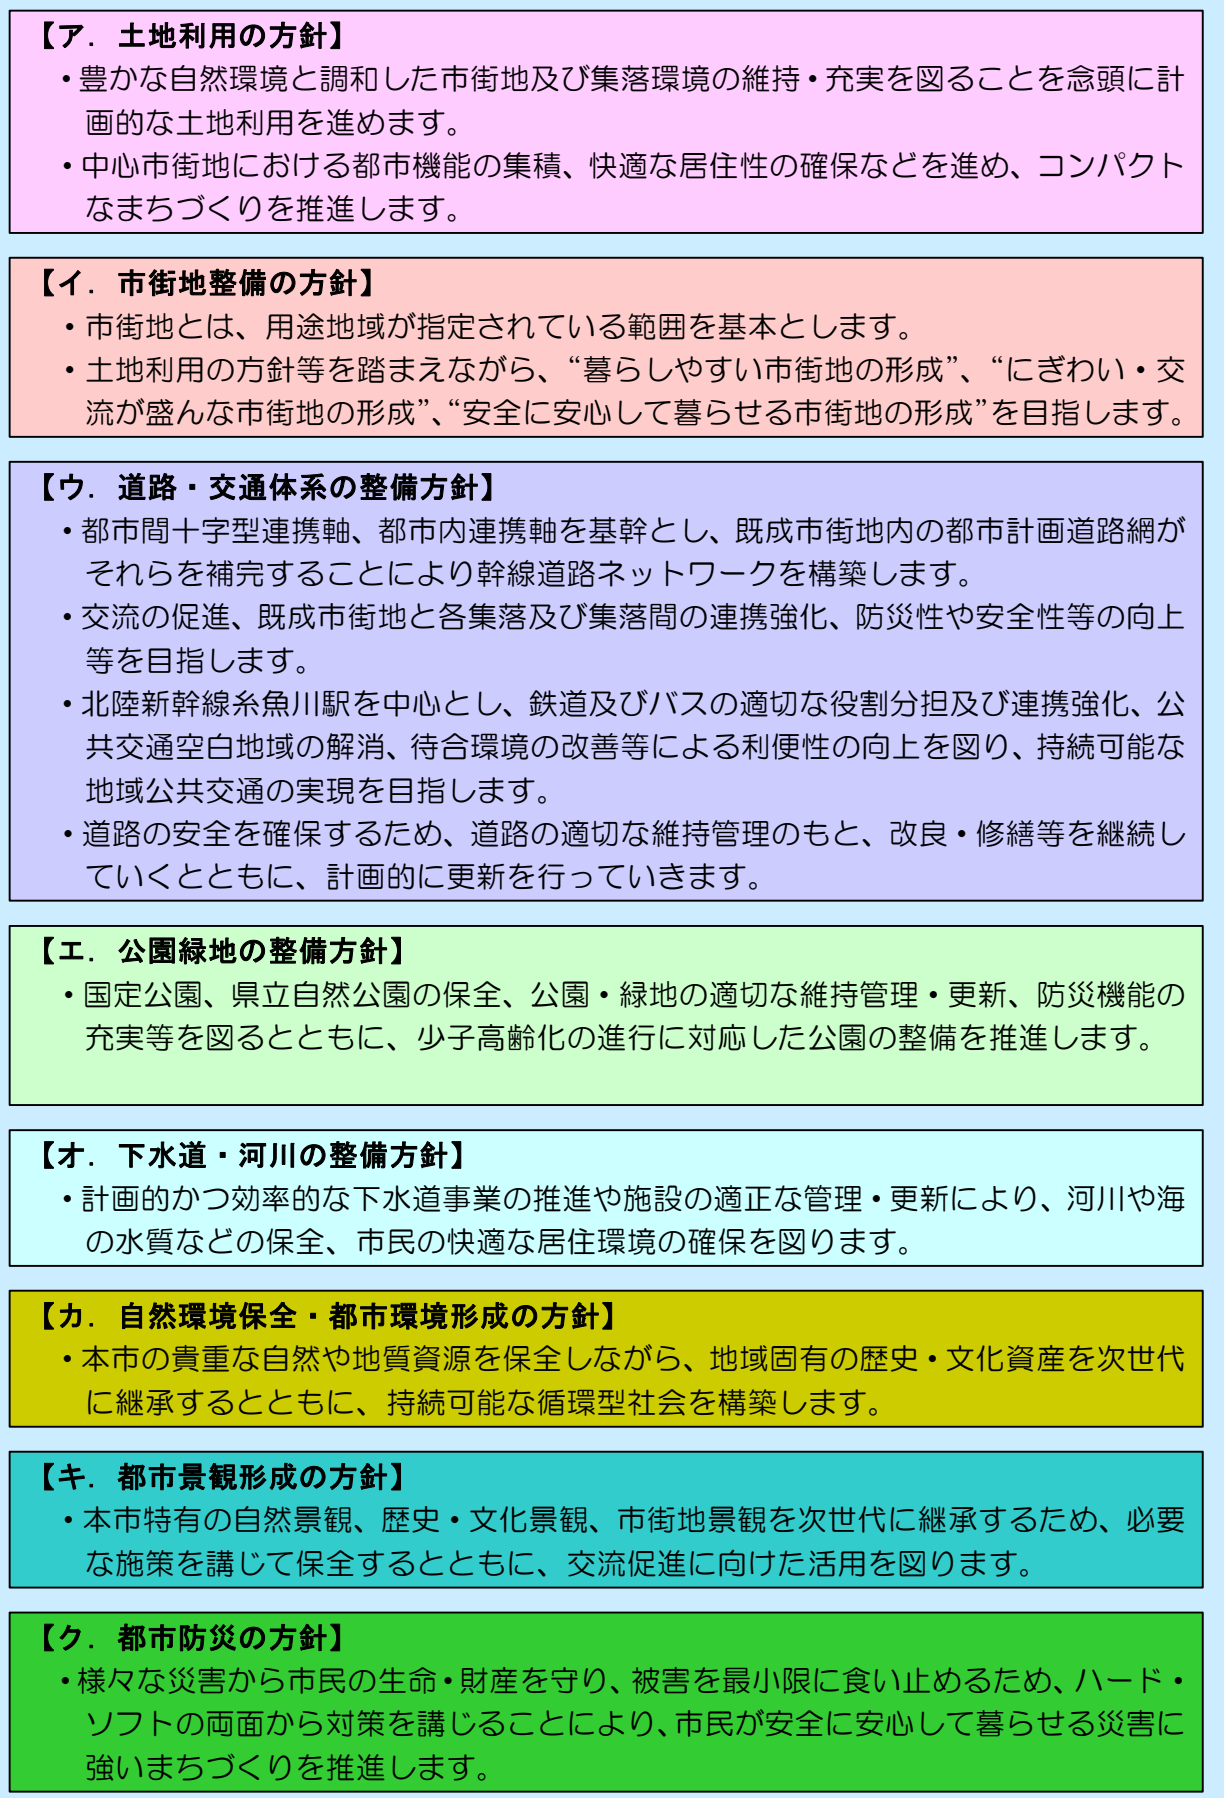 【ア．土地利用の方針】
・豊かな自然環境と調和した市街地及び集落環境の維持・充実を図ることを念頭に計
画的な土地利用を進めます。
・中心市街地における都市機能の集積、快適な居住性の確保などを進め、コンパクト
なまちづくりを推進します。
【イ．市街地整備の方針】
・市街地とは、用途地域が指定されている範囲を基本とします。
・土地利用の方針等を踏まえながら、“暮らしやすい市街地の形成”、“にぎわい・交
流が盛んな市街地の形成”、“安全に安心して暮らせる市街地の形成”を目指します。
【ウ．道路・交通体系の整備方針】
・都市間十字型連携軸、都市内連携軸を基幹とし、既成市街地内の都市計画道路網が
それらを補完することにより幹線道路ネットワークを構築します。
・交流の促進、既成市街地と各集落及び集落間の連携強化、防災性や安全性等の向上
等を目指します。
・北陸新幹線糸魚川駅を中心とし、鉄道及びバスの適切な役割分担及び連携強化、公
共交通空白地域の解消、待合環境の改善等による利便性の向上を図り、持続可能な
地域公共交通の実現を目指します。
・道路の安全を確保するため、道路の適切な維持管理のもと、改良・修繕等を継続し
ていくとともに、計画的に更新を行っていきます。
【エ．公園緑地の整備方針】
・国定公園、県立自然公園の保全、公園・緑地の適切な維持管理・更新、防災機能の
充実等を図るとともに、少子高齢化の進行に対応した公園の整備を推進します。
【オ．下水道・河川の整備方針】
・計画的かつ効率的な下水道事業の推進や施設の適正な管理・更新により、河川や海
の水質などの保全、市民の快適な居住環境の確保を図ります。
【カ．自然環境保全・都市環境形成の方針】
・本市の貴重な自然や地質資源を保全しながら、地域固有の歴史・文化資産を次世代
に継承するとともに、持続可能な循環型社会を構築します。
【キ．都市景観形成の方針】
・本市特有の自然景観、歴史・文化景観、市街地景観を次世代に継承するため、必要
な施策を講じて保全するとともに、交流促進に向けた活用を図ります。
【ク．都市防災の方針】
・様々な災害から市民の生命・財産を守り、被害を最小限に食い止めるため、ハード・
ソフトの両面から対策を講じることにより、市民が安全に安心して暮らせる災害に
強いまちづくりを推進します。